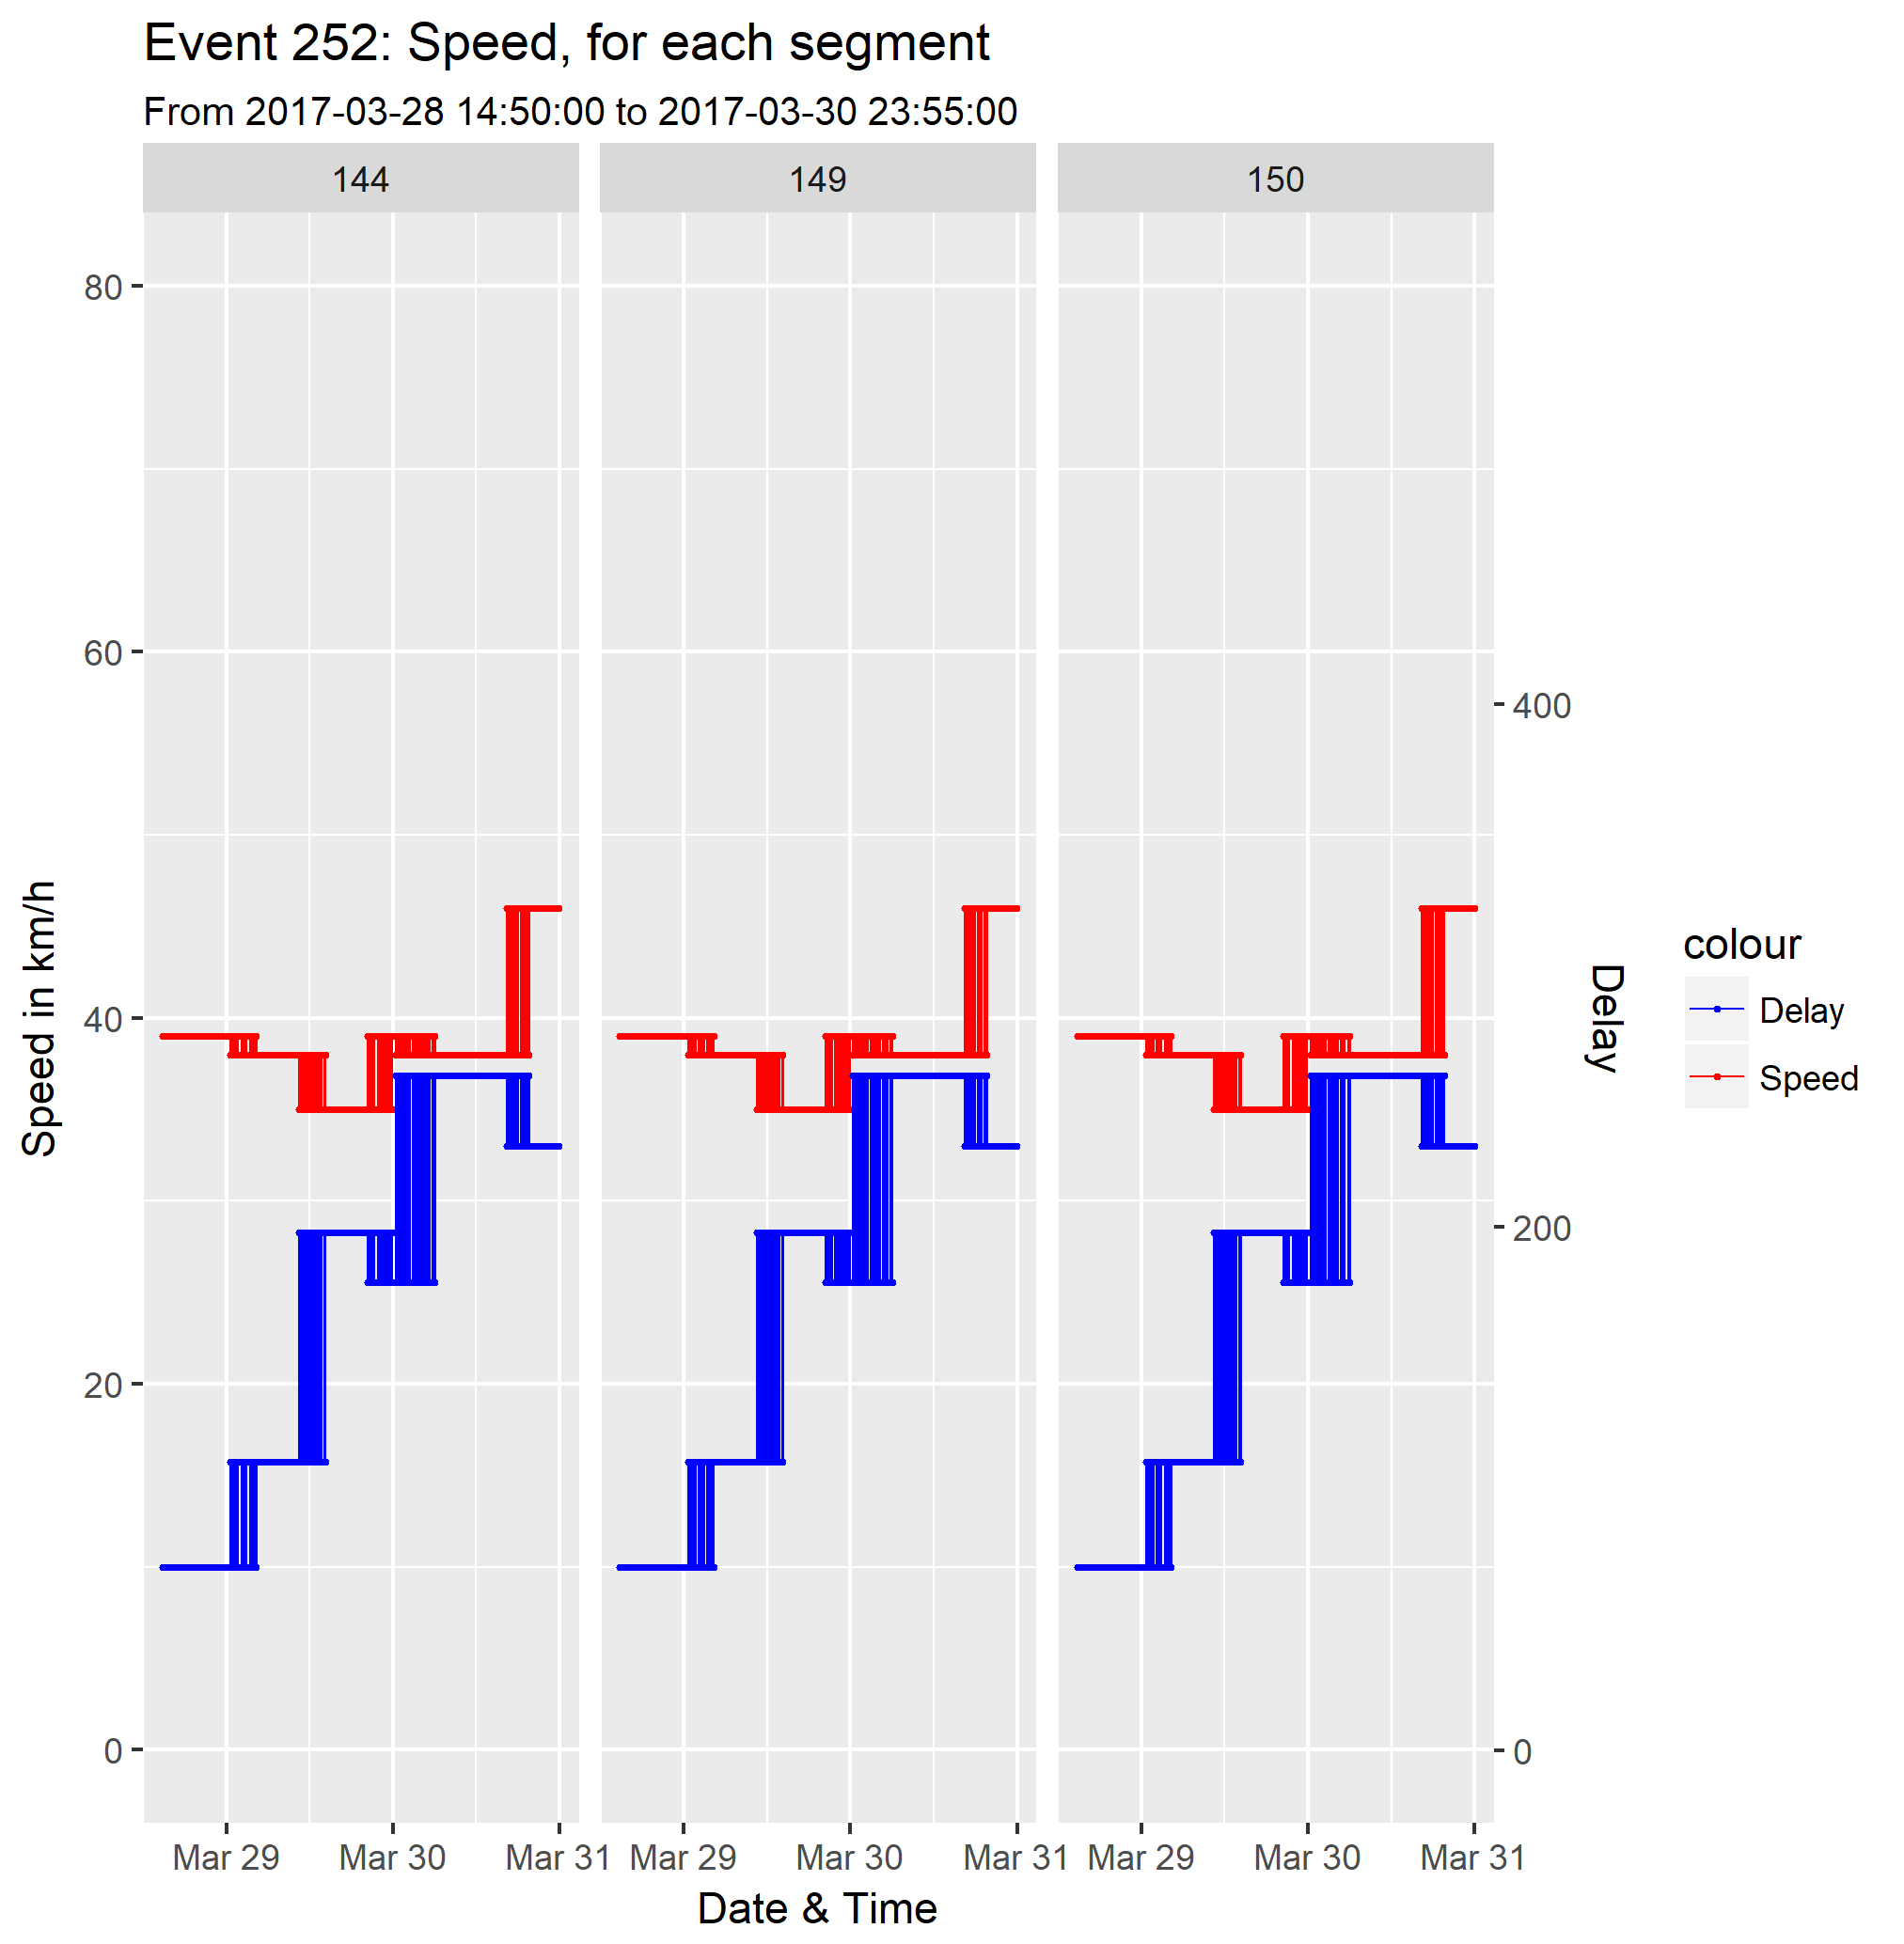 Event 252: Speed, for each segment
From 2017-03-28 14:50:00 to 2017-03-30 23:55:00
144 149 150
80
60
40
20
0
Speed in km/h
400
200
0
Delay
colour
Delay
Speed
Mar 29 Mar 30 Mar 31 Mar 29 Mar 30 Mar 31 Mar 29 Mar 30 Mar 31
Date & Time